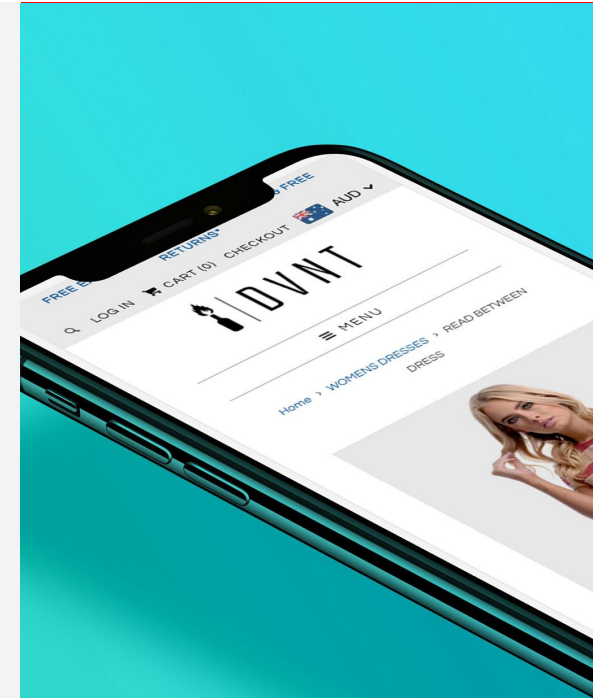 FREE
FREE
RETURNS*
LOG IN CART (0) CHECKOUT AUD
DVNT
MENU
Home > WOMENS DRESSES > READ BETWEEN
DRESS